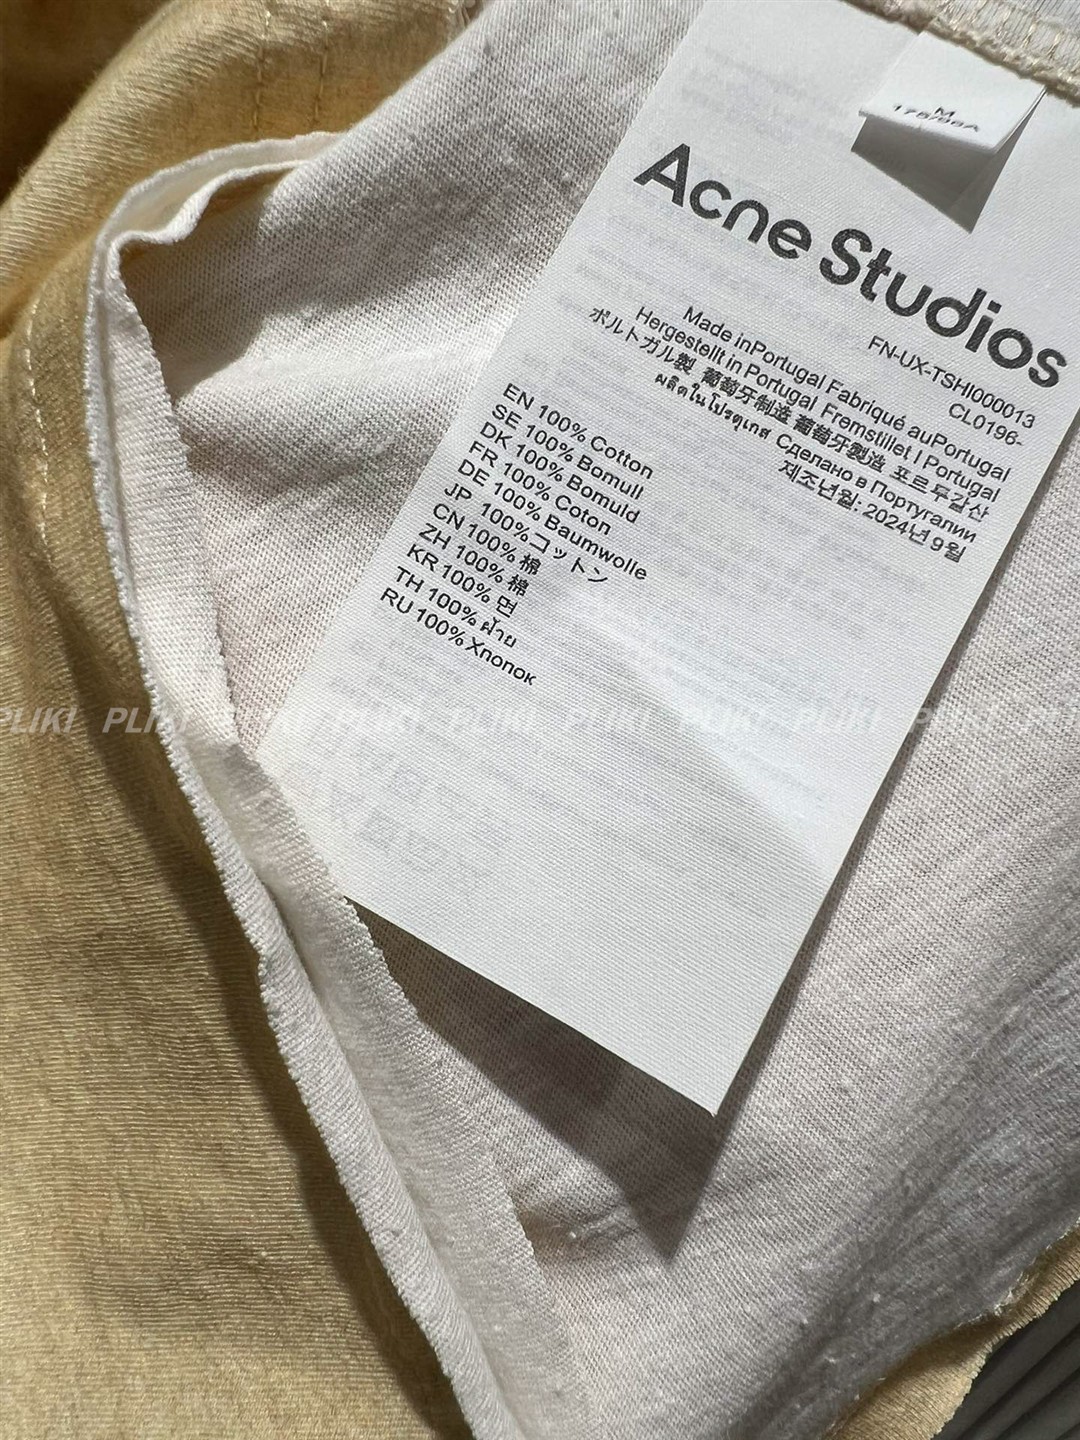 M
175/96A
Acne Studios
FN-UX-TSHI000013
CL0196-
Made inPortugal Fabriqué auPortugal
Hergestellt in Portugal Fremstillet I Portugal
ポルトガル製 葡萄牙制造 葡萄牙製造 포르투갈산
ผลิตในโปรตุเกส Сделано в Португалии
제조년월: 2024년 9월
EN 100% Cotton
SE 100% Bomull
DK 100% Bomuld
FR 100% Coton
DE 100% Baumwolle
JP 100%コットン
CN 100% 棉
ZH 100% 棉
KR 100% 면
TH 100% ฝ้าย
RU 100% Хлопок
PLIKI PLIKI PLIKI PLIKI PLIKI PLIKI PLIKI PLIKI PLIKI